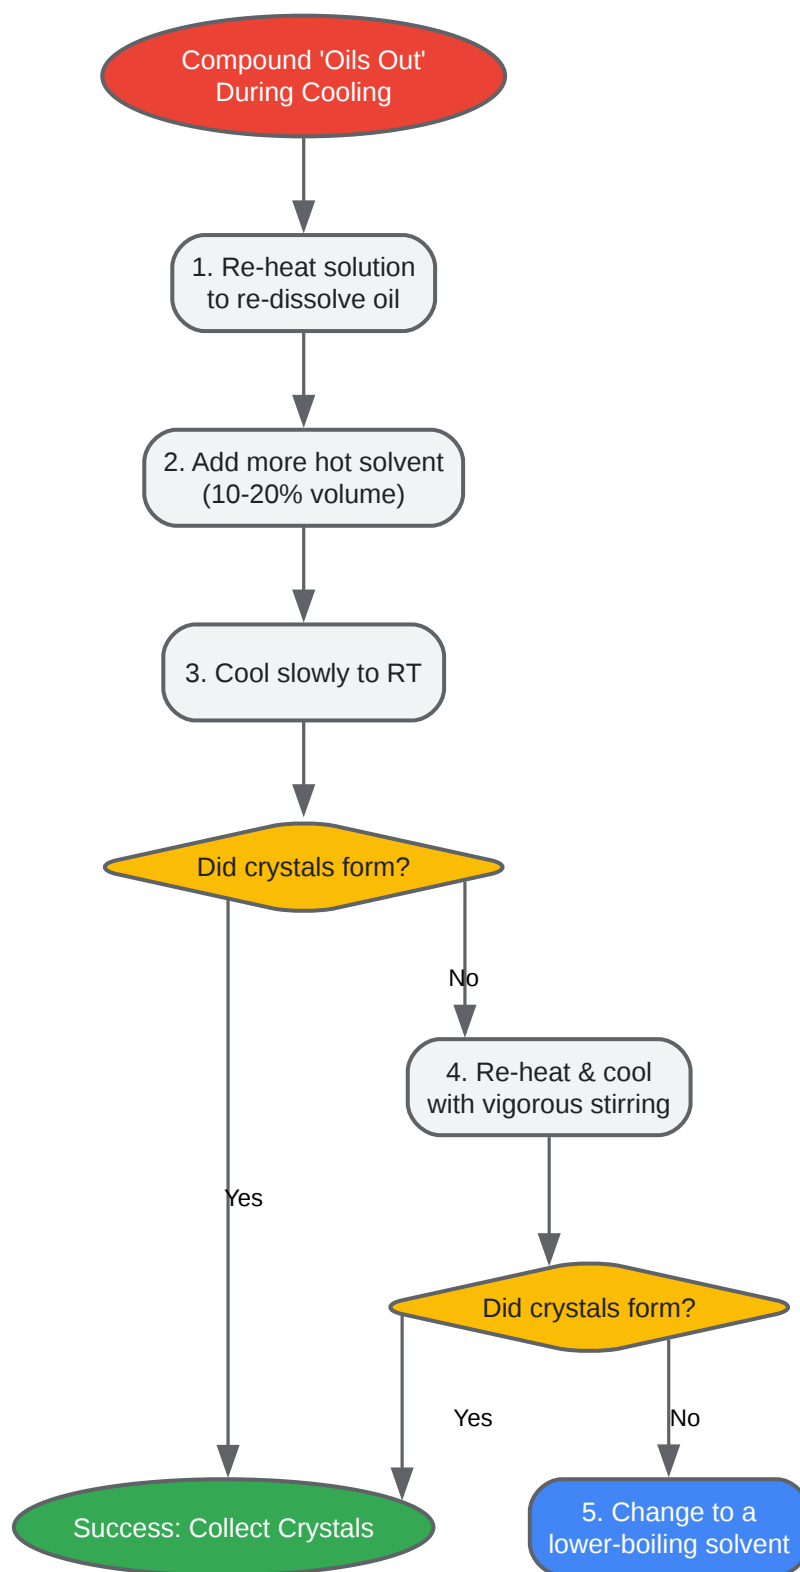 Compound 'Oils Out'
During Cooling
1. Re-heat solution
to re-dissolve oil
2. Add more hot solvent
(10-20% volume)
3. Cool slowly to RT
Did crystals form?
No
4. Re-heat & cool
with vigorous stirring
Yes
Did crystals form?
Yes
No
Success: Collect Crystals
5. Change to a
lower-boiling solvent